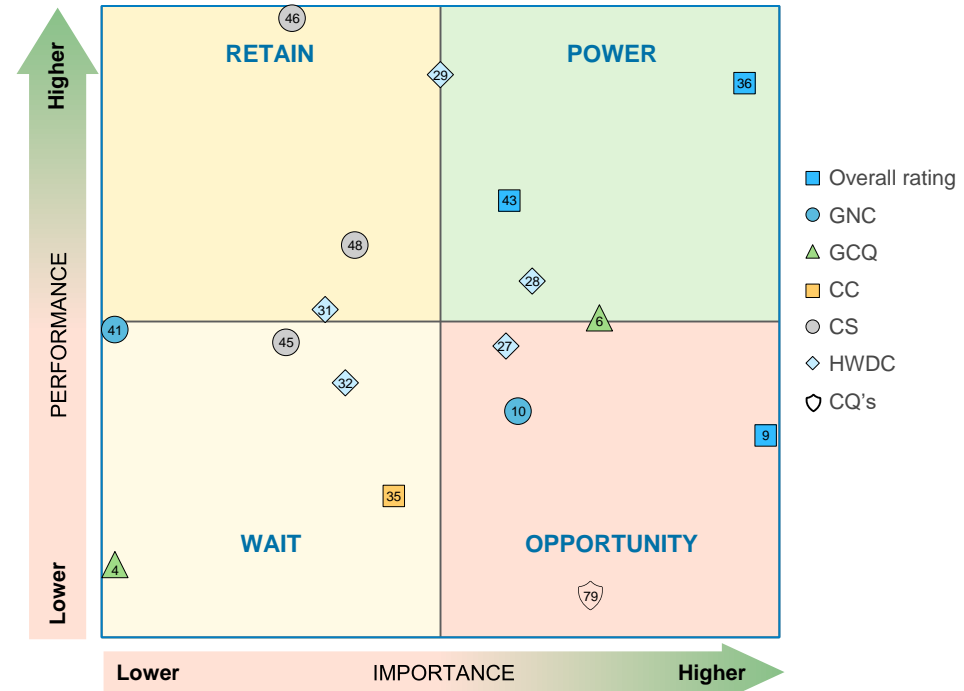 Higher
PERFORMANCE
Lower
RETAIN
POWER
WAIT
OPPORTUNITY
46
29
36
43
48
28
31
6
41
45
27
32
10
9
35
4
79
Lower
IMPORTANCE
Higher
Overall rating
GNC
GCQ
CC
CS
HWDC
CQ’s